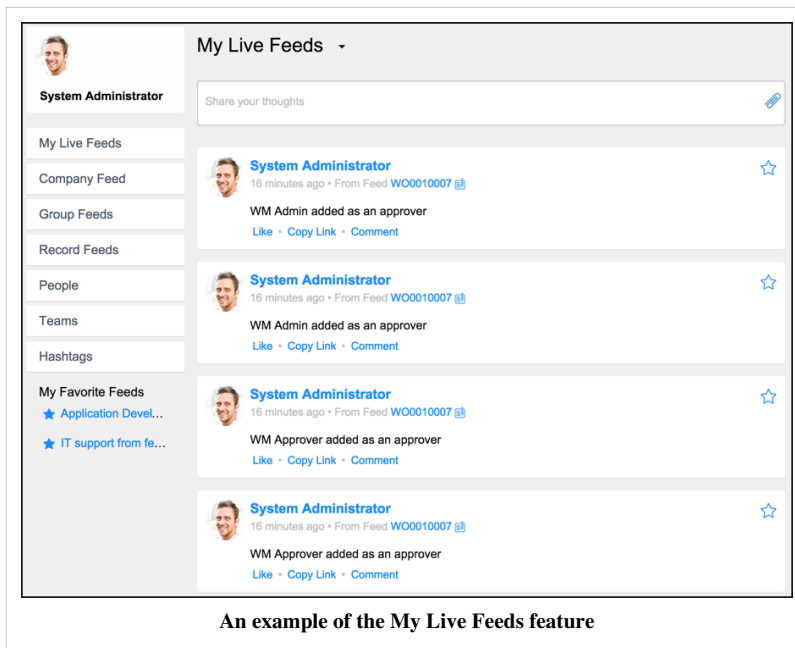 System Administrator
My Live Feeds
Company Feed
Group Feeds
Record Feeds
People
Teams
Hashtags
My Favorite Feeds
Application Devel...
IT support from fe...
My Live Feeds
Share your thoughts
System Administrator
16 minutes ago • From Feed WO0010007
WM Admin added as an approver
Like • Copy Link • Comment
System Administrator
16 minutes ago • From Feed WO0010007
WM Admin added as an approver
Like • Copy Link • Comment
System Administrator
16 minutes ago • From Feed WO0010007
WM Approver added as an approver
Like • Copy Link • Comment
System Administrator
16 minutes ago • From Feed WO0010007
WM Approver added as an approver
Like • Copy Link • Comment
An example of the My Live Feeds feature